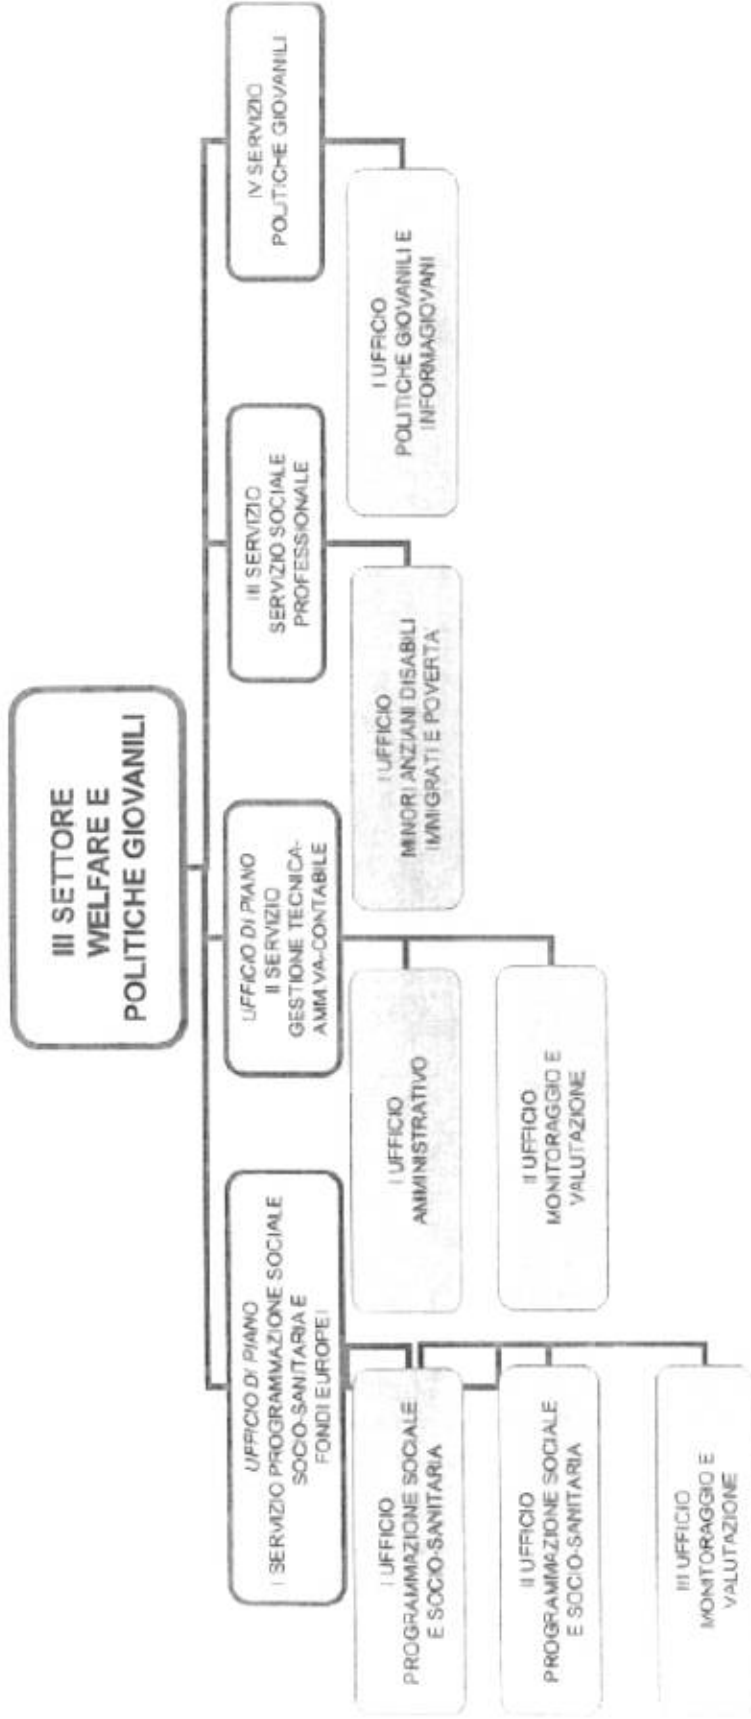 III SETTORE
WELFARE E
POLITICHE GIOVANILI
UFFICIO DI PIANO
I SERVIZIO PROGRAMMAZIONE SOCIALE
SOCIO-SANITARIA E
FONDI EUROPEI
UFFICIO DI PIANO
II SERVIZIO
GESTIONE TECNICA-
AMM.VA-CONTABILE
III SERVIZIO
SERVIZIO SOCIALE
PROFESSIONALE
IV SERVIZIO
POLITICHE GIOVANILI
I UFFICIO
PROGRAMMAZIONE SOCIALE
E SOCIO-SANITARIA
I UFFICIO
AMMINISTRATIVO
I UFFICIO
MINORI ANZIANI DISABILI
IMMIGRATI E POVERTA'
I UFFICIO
POLITICHE GIOVANILI E
INFORMAGIOVANI
II UFFICIO
PROGRAMMAZIONE SOCIALE
E SOCIO-SANITARIA
II UFFICIO
MONITORAGGIO E
VALUTAZIONE
III UFFICIO
MONITORAGGIO E
VALUTAZIONE